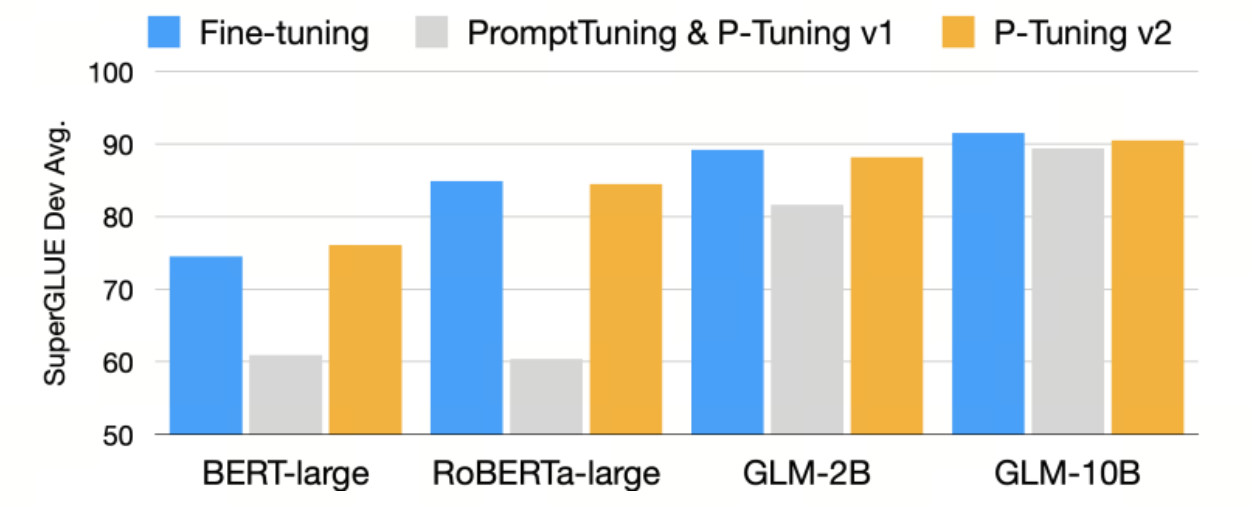 Fine-tuning PromptTuning & P-Tuning v1 P-Tuning v2
SuperGLUE Dev Avg.
100
90
80
70
60
50
BERT-large RoBERTa-large GLM-2B GLM-10B